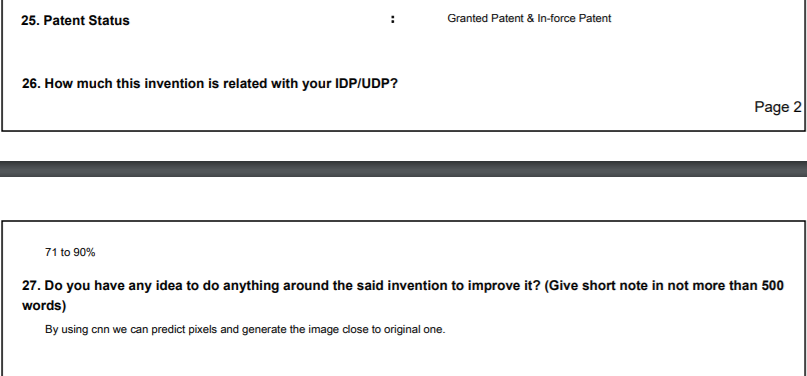 25. Patent Status : Granted Patent & In-force Patent
26. How much this invention is related with your IDP/UDP?
Page 2
71 to 90%
27. Do you have any idea to do anything around the said invention to improve it? (Give short note in not more than 500
words)
By using cnn we can predict pixels and generate the image close to original one.